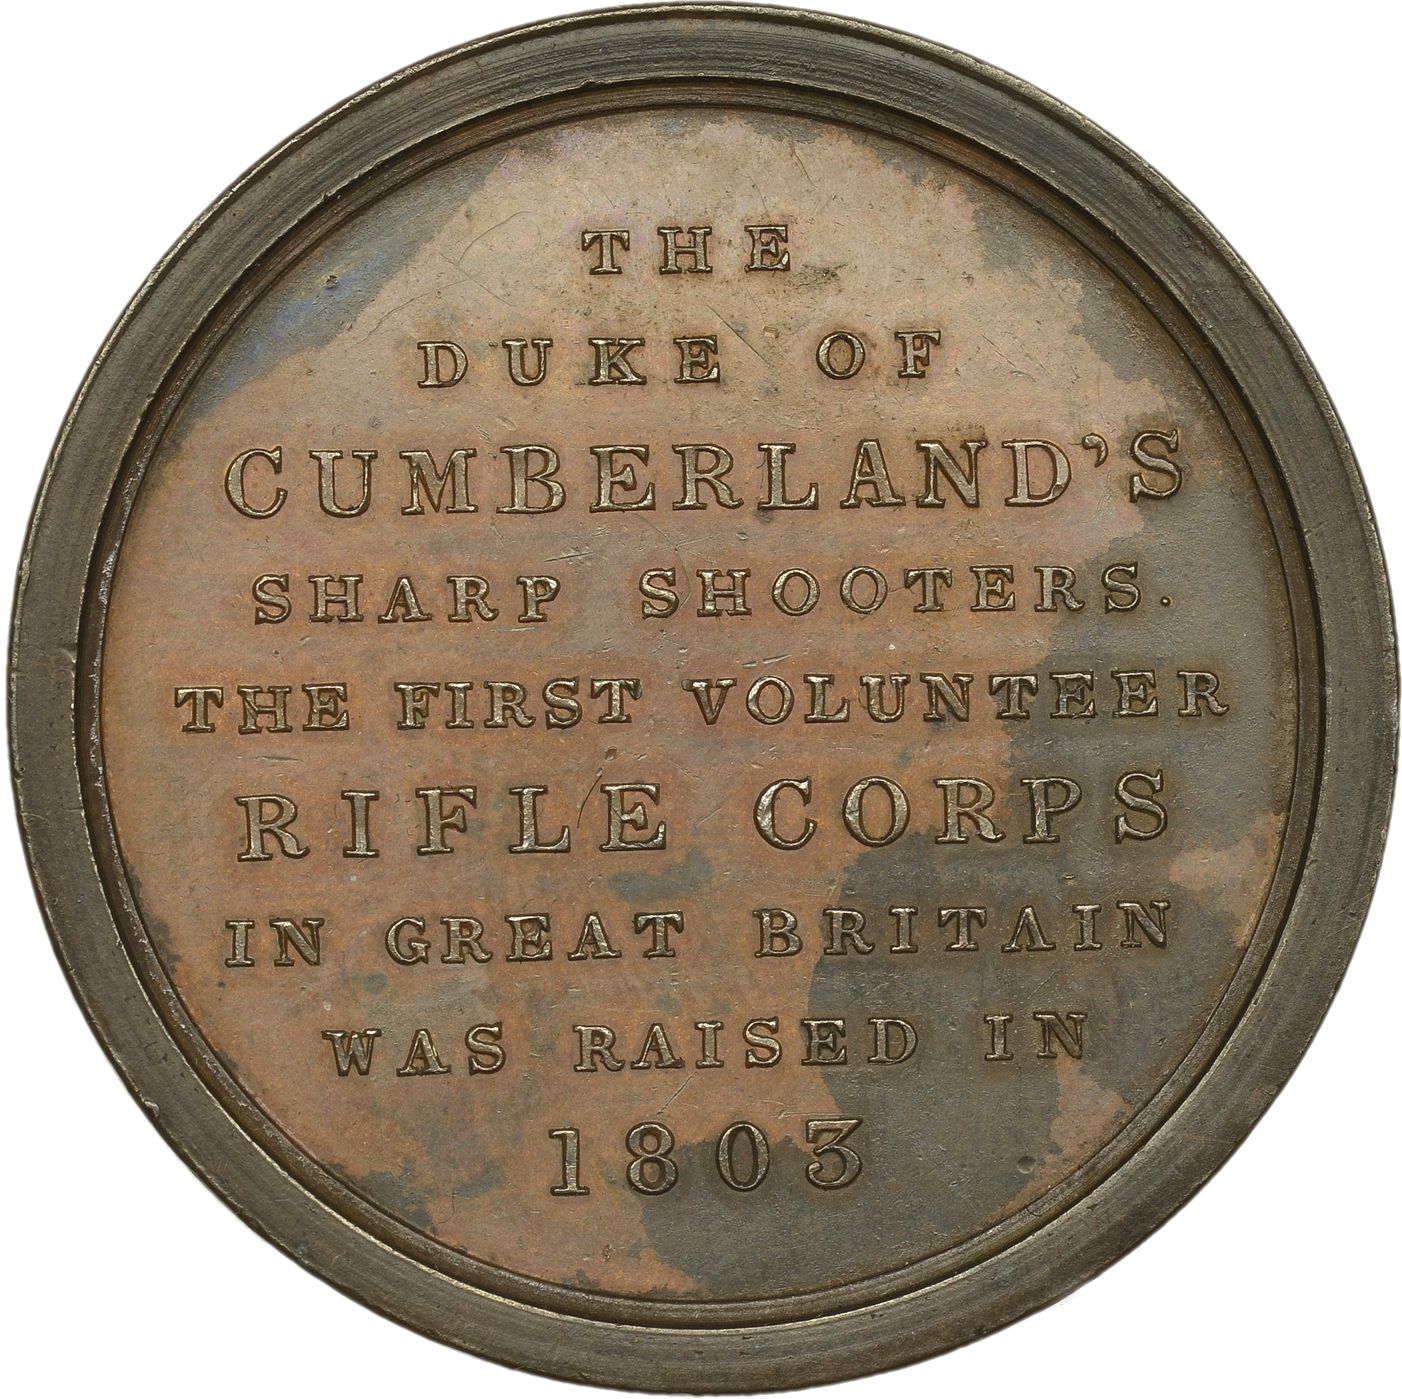 THE
DUKE OF
CUMBERLAND'S
SHARP SHOOTERS.
THE FIRST VOLUNTEER
RIFLE CORPS
IN GREAT BRITAIN
WAS RAISED IN
1803